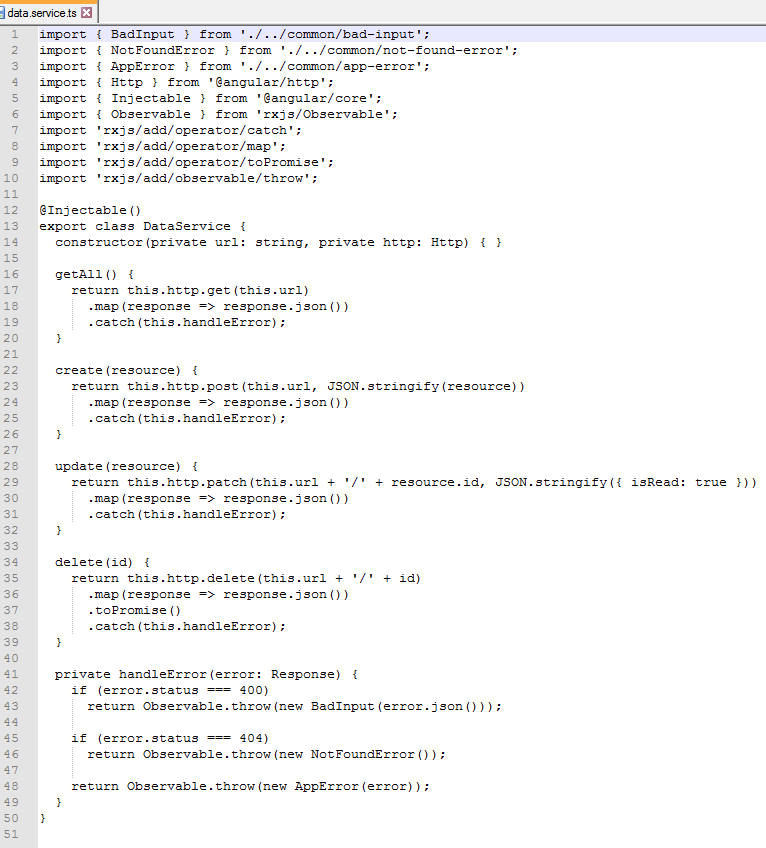 data.service.ts
1 import { BadInput } from './../common/bad-input';
2 import { NotFoundError } from './../common/not-found-error';
3 import { AppError } from './../common/app-error';
4 import { Http } from '@angular/http';
5 import { Injectable } from '@angular/core';
6 import { Observable } from 'rxjs/Observable';
7 import 'rxjs/add/operator/catch';
8 import 'rxjs/add/operator/map';
9 import 'rxjs/add/operator/toPromise';
10 import 'rxjs/add/observable/throw';
11
12 @Injectable()
13 export class DataService {
14   constructor(private url: string, private http: Http) { }
15
16   getAll() {
17     return this.http.get(this.url)
18       .map(response => response.json())
19       .catch(this.handleError);
20   }
21
22   create(resource) {
23     return this.http.post(this.url, JSON.stringify(resource))
24       .map(response => response.json())
25       .catch(this.handleError);
26   }
27
28   update(resource) {
29     return this.http.patch(this.url + '/' + resource.id, JSON.stringify({ isRead: true }))
30       .map(response => response.json())
31       .catch(this.handleError);
32   }
33
34   delete(id) {
35     return this.http.delete(this.url + '/' + id)
36       .map(response => response.json())
37       .toPromise()
38       .catch(this.handleError);
39   }
40
41   private handleError(error: Response) {
42     if (error.status === 400)
43       return Observable.throw(new BadInput(error.json()));
44
45     if (error.status === 404)
46       return Observable.throw(new NotFoundError());
47
48     return Observable.throw(new AppError(error));
49   }
50 }
51